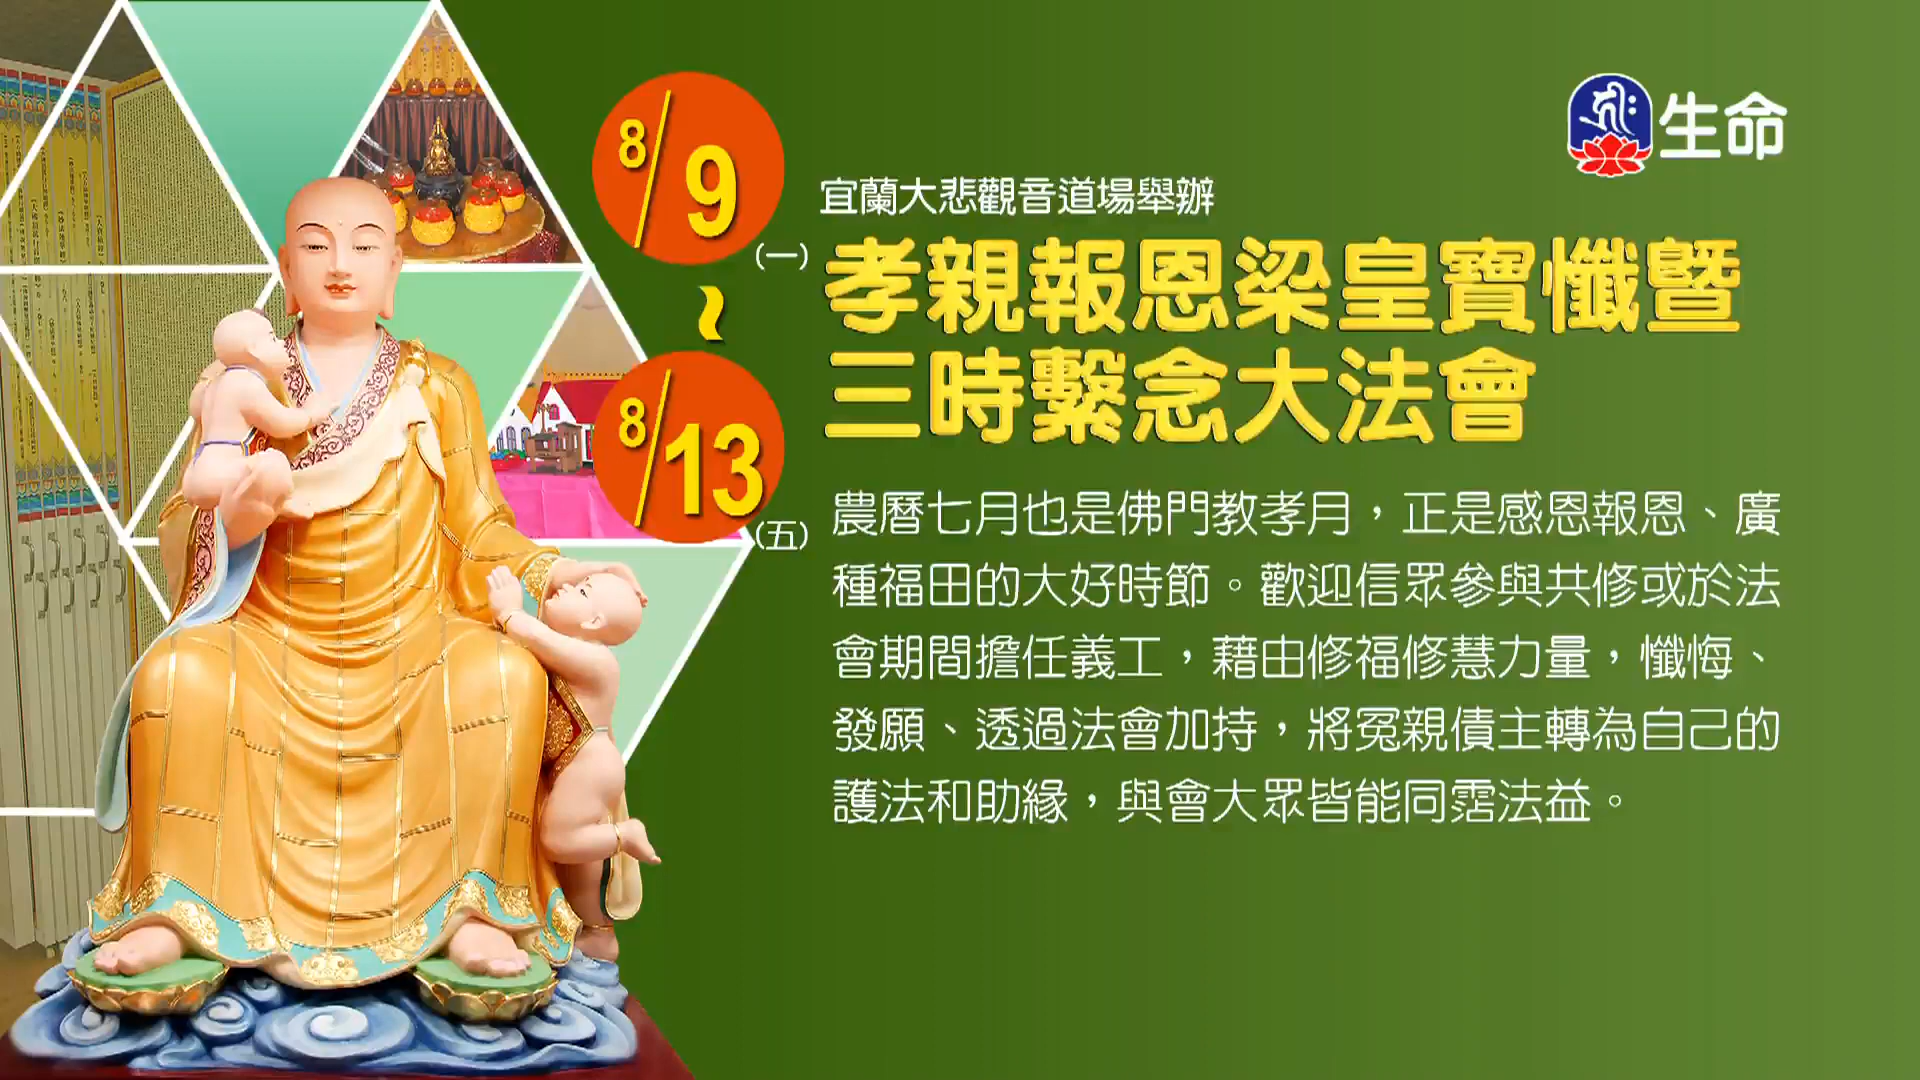 生命
8/9
(一)
~
8/13
(五)
宜蘭大悲觀音道場舉辦
孝親報恩梁皇寶懺暨
三時繫念大法會
農曆七月也是佛門教孝月，正是感恩報恩、廣
種福田的大好時節。歡迎信眾參與共修或於法
會期間擔任義工，藉由修福修慧力量，懺悔、
發願、透過法會加持，將冤親債主轉為自己的
護法和助緣，與會大眾皆能同霑法益。